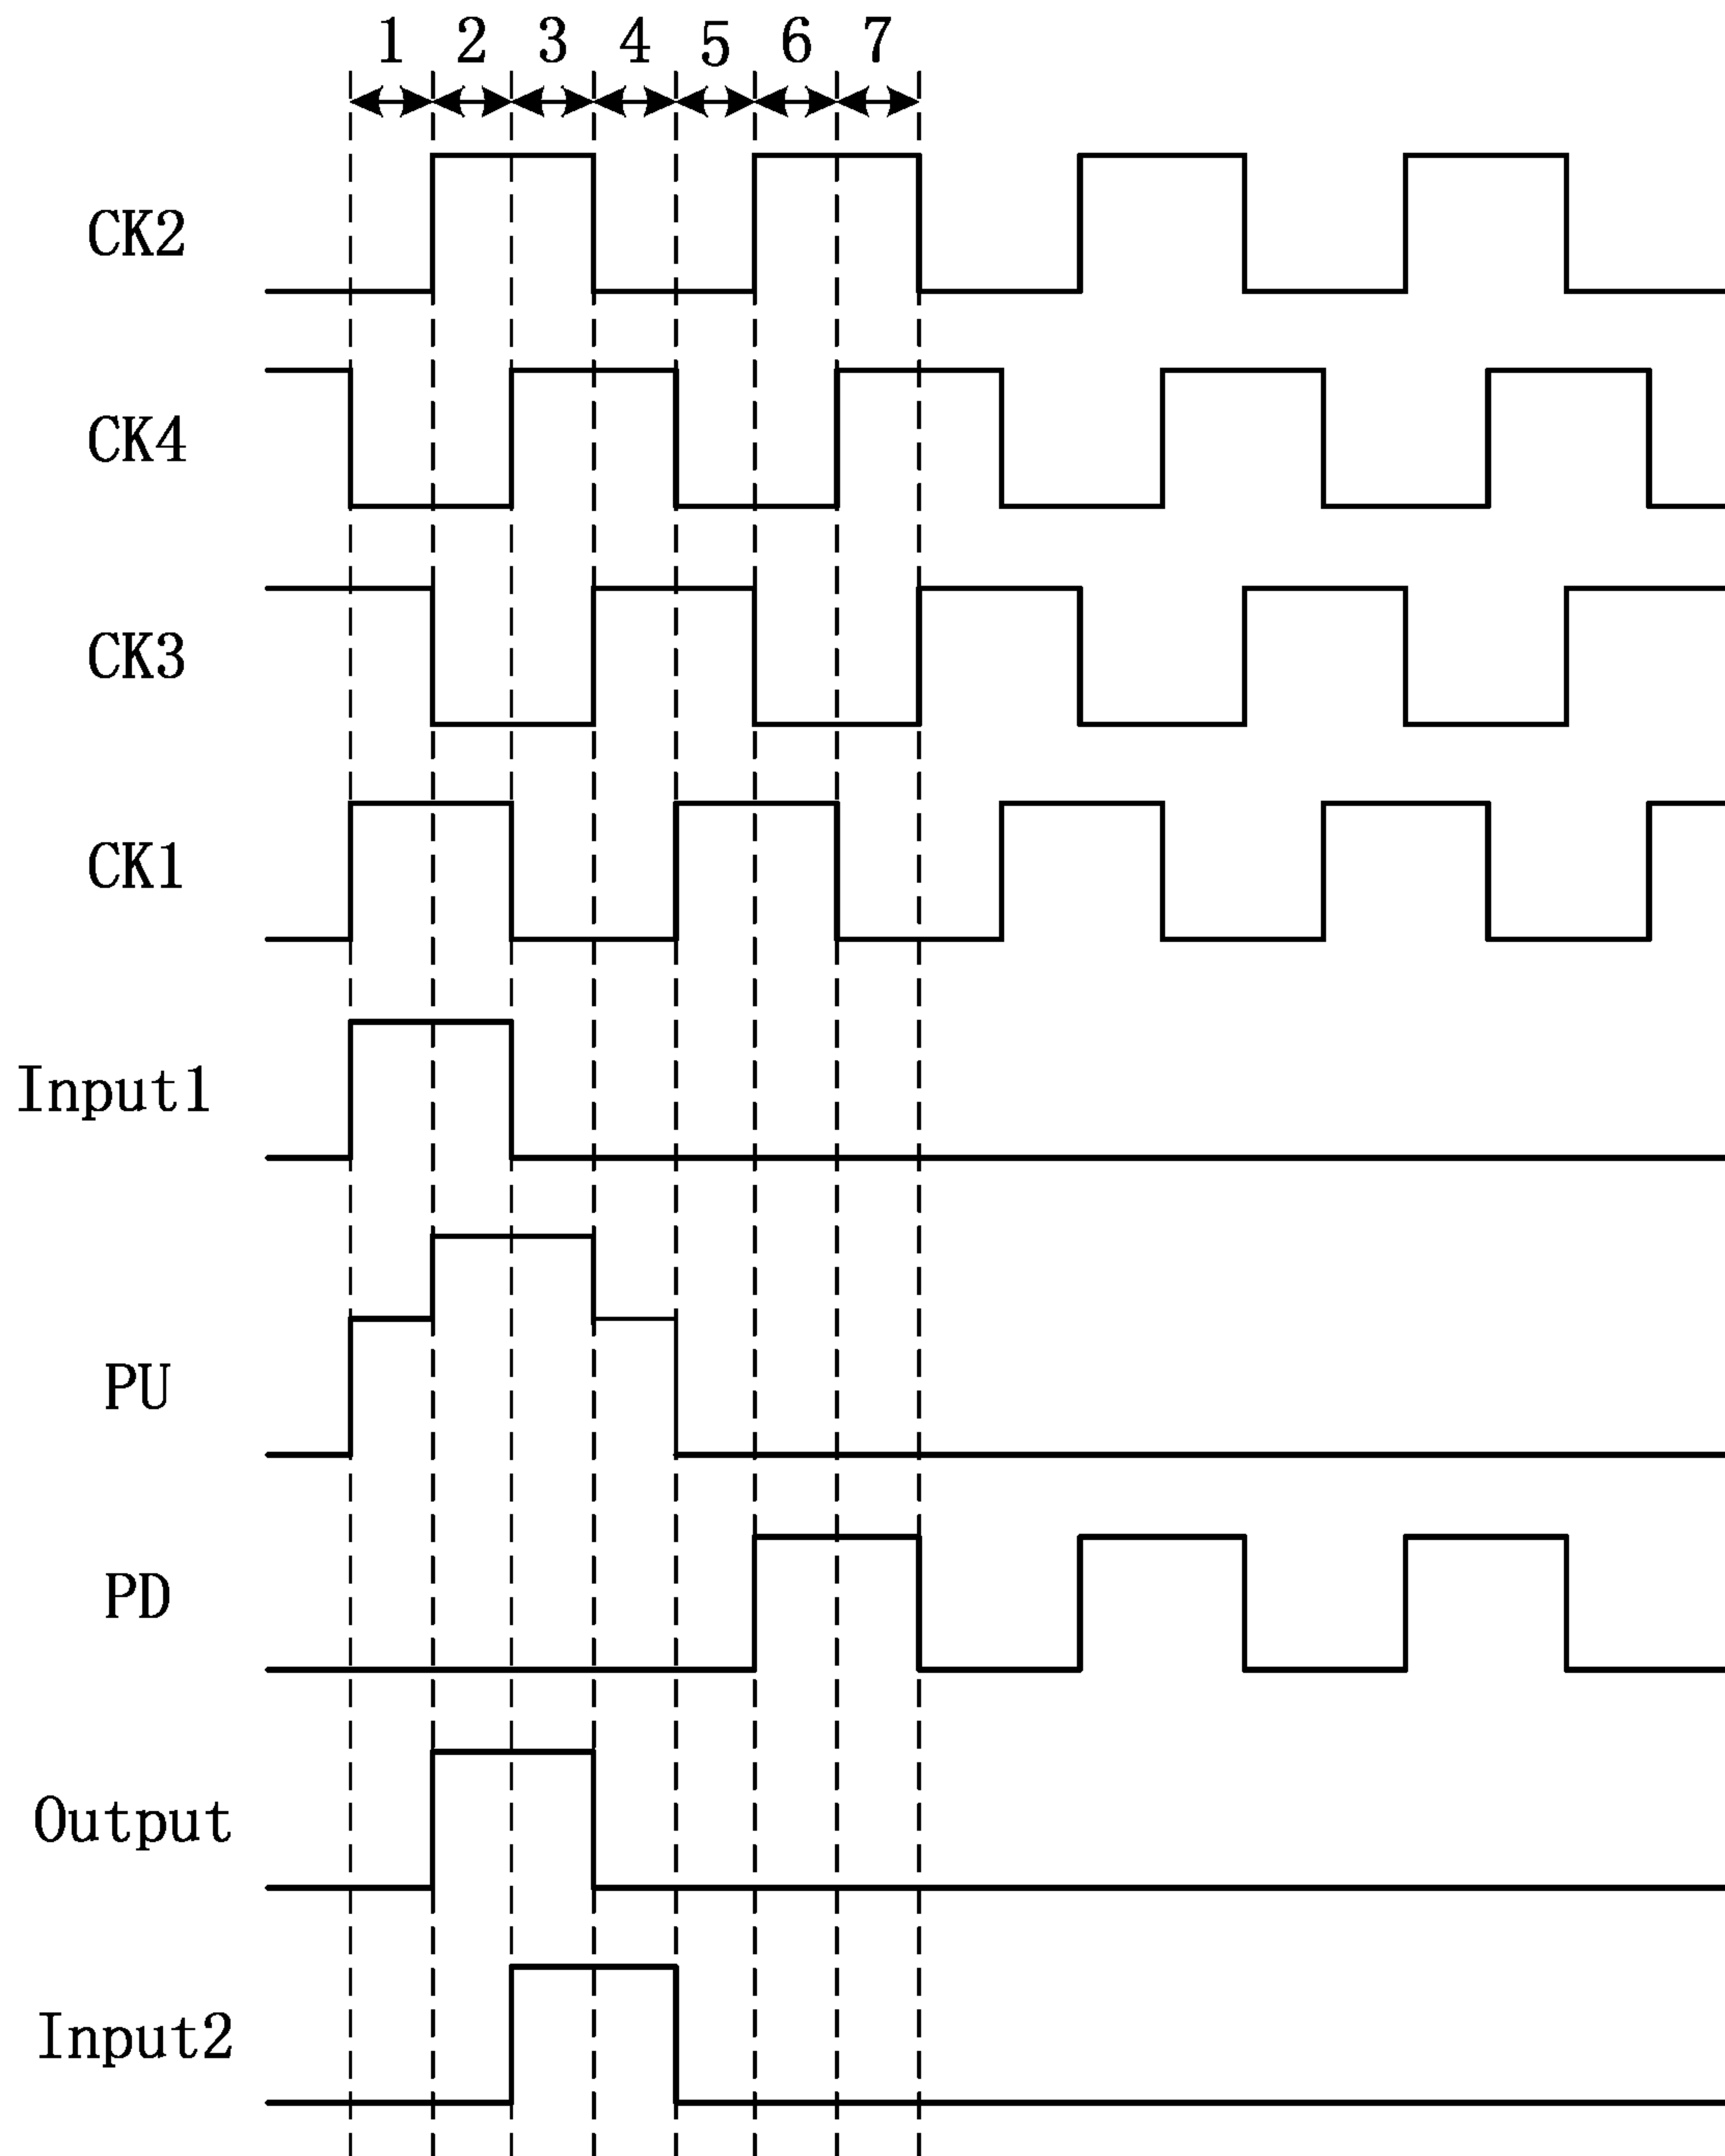 1 2 3 4 5 6 7
CK2
CK4
CK3
CK1
Input1
PU
PD
Output
Input2